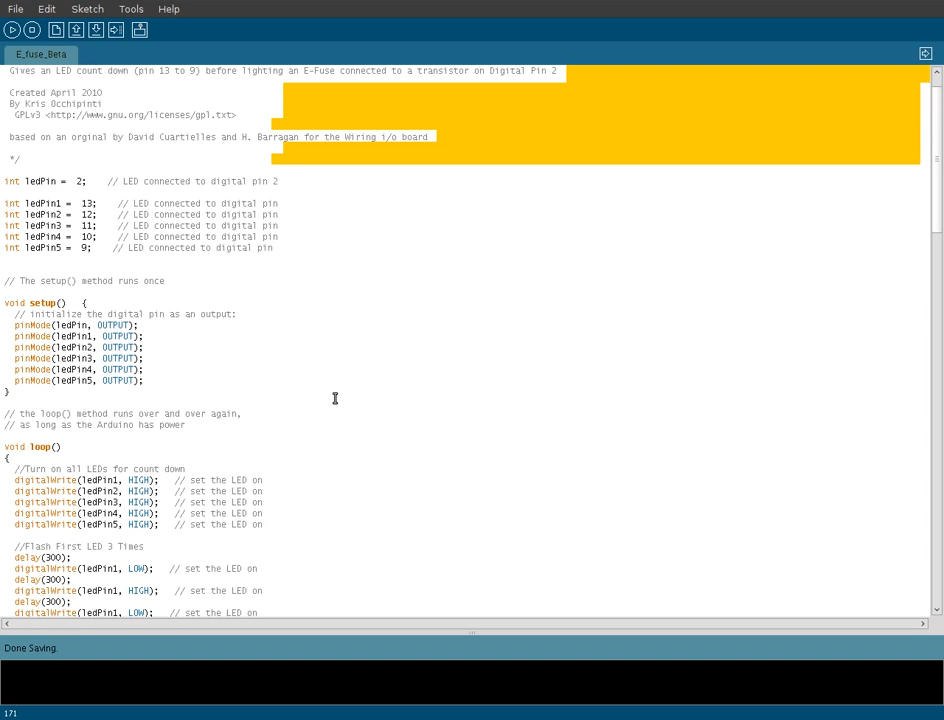 File Edit Sketch Tools Help
E_fuse_Beta
Gives an LED count down (pin 13 to 9) before lighting an E-Fuse connected to a transistor on Digital Pin 2
Created April 2010
By Kris Occhipinti
GPLv3 <http://www.gnu.org/licenses/gpl.txt>
based on an orginal by David Cuartielles and H. Barragan for the Wiring i/o board
*/
int ledPin =  2;    // LED connected to digital pin 2
int ledPin1 =  13;    // LED connected to digital pin
int ledPin2 =  12;    // LED connected to digital pin
int ledPin3 =  11;    // LED connected to digital pin
int ledPin4 =  10;    // LED connected to digital pin
int ledPin5 =  9;    // LED connected to digital pin
// The setup() method runs once
void setup()   {
// initialize the digital pin as an output:
pinMode(ledPin, OUTPUT);
pinMode(ledPin1, OUTPUT);
pinMode(ledPin2, OUTPUT);
pinMode(ledPin3, OUTPUT);
pinMode(ledPin4, OUTPUT);
pinMode(ledPin5, OUTPUT);
}
// the loop() method runs over and over again,
// as long as the Arduino has power
void loop()
{
//Turn on all LEDs for count down
digitalWrite(ledPin1, HIGH);   // set the LED on
digitalWrite(ledPin2, HIGH);   // set the LED on
digitalWrite(ledPin3, HIGH);   // set the LED on
digitalWrite(ledPin4, HIGH);   // set the LED on
digitalWrite(ledPin5, HIGH);   // set the LED on
//Flash First LED 3 Times
delay(300);
digitalWrite(ledPin1, LOW);   // set the LED on
delay(300);
digitalWrite(ledPin1, HIGH);   // set the LED on
delay(300);
digitalWrite(ledPin1, LOW);   // set the LED on
Done Saving.
171